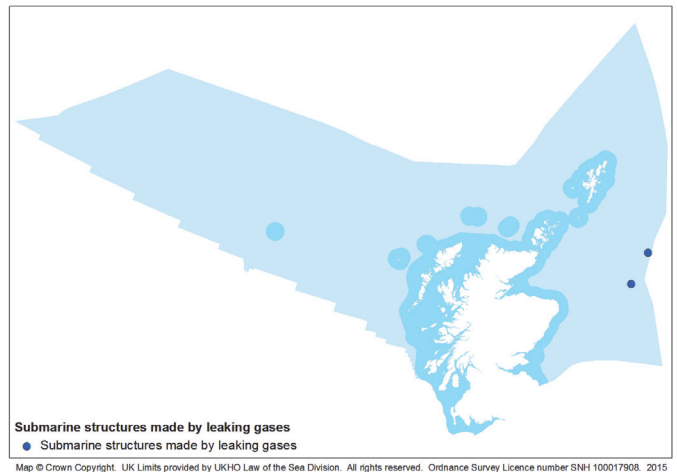 Submarine structures made by leaking gases
Submarine structures made by leaking gases
Map © Crown Copyright. UK Limits provided by UKHO Law of the Sea Division. All rights reserved. Ordnance Survey Licence number SNH 100017908. 2015